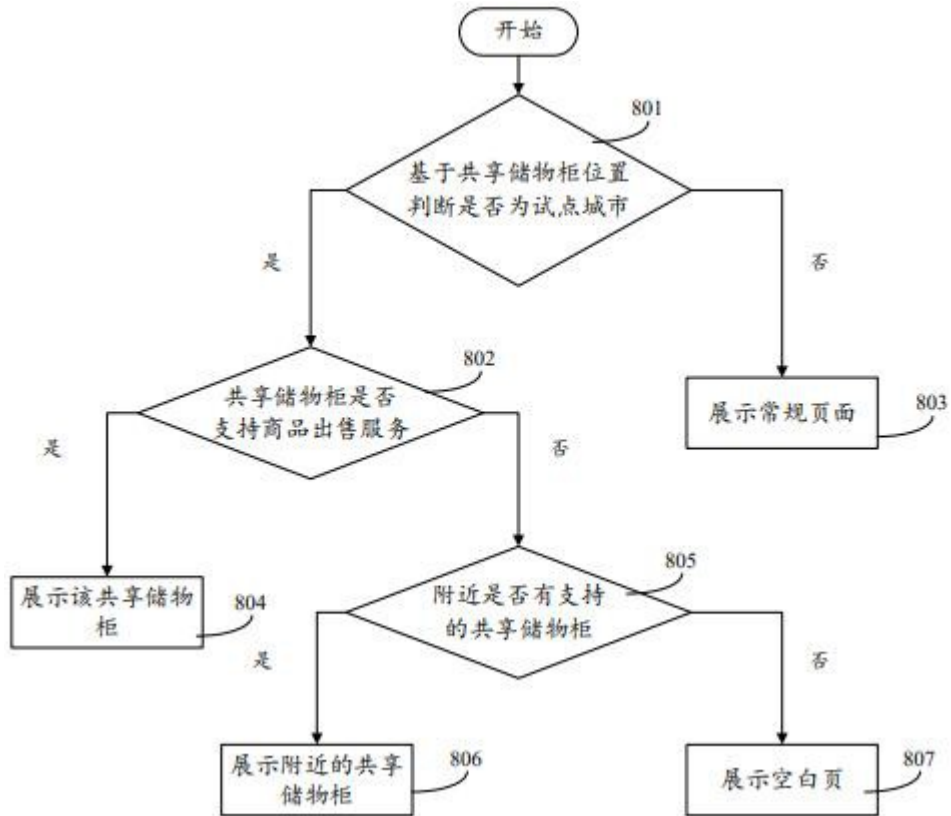 开始
801
基于共享储物柜位置
判断是否为试点城市
是
否
802
共享储物柜是否
支持商品出售服务
展示常规页面
803
是
否
805
展示该共享储物
柜
804
附近是否有支持
的共享储物柜
是
否
展示附近的共享
储物柜
806
展示空白页
807